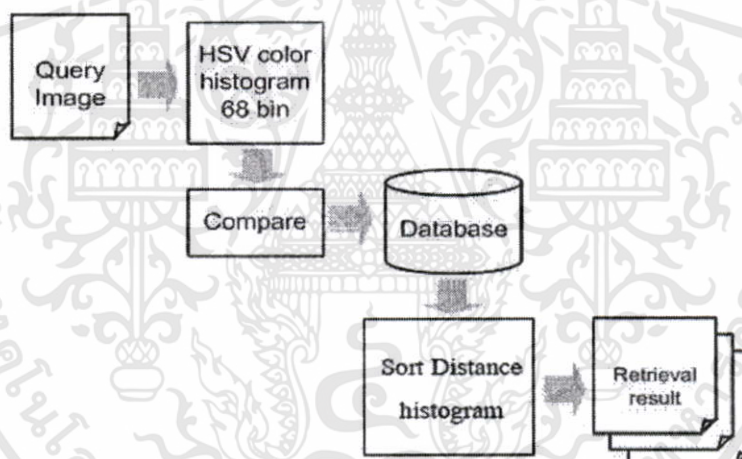 Query
Image
HSV color
histogram
68 bin
Compare
Database
Sort Distance
histogram
Retrieval
result